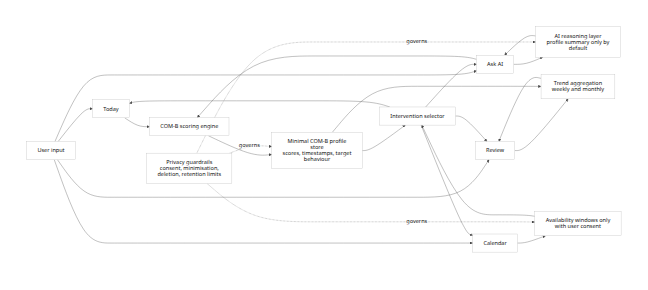 governs
AI reasoning layer
profile summary only by
default
Ask AI
Trend aggregation
weekly and monthly
Today
Intervention selector
COM-B scoring engine
User input
governs
Minimal COM-B profile
store
scores, timestamps, target
behaviour
Review
Privacy guardrails
consent, minimisation,
deletion, retention limits
governs
Availability windows only
with user consent
Calendar